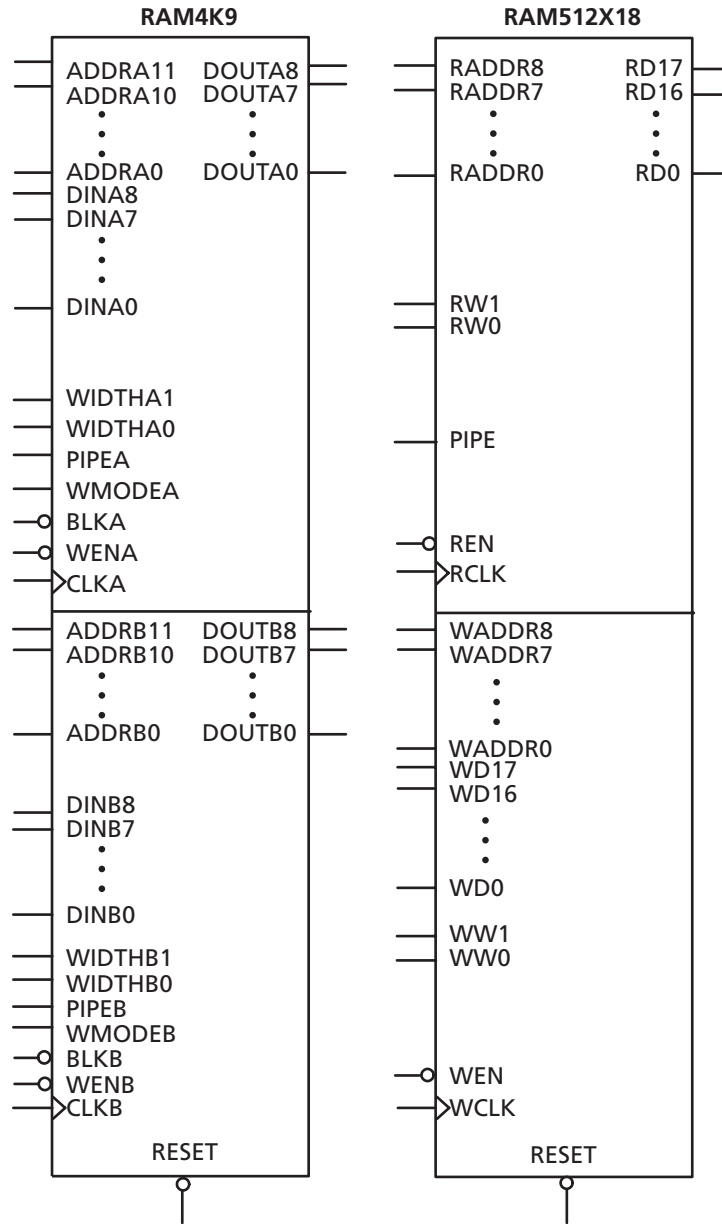 RAM4K9
ADDRA11 DOUTA8
ADDRA10 DOUTA7
ADDRA0 DOUTA0
DINA8
DINA7
DINA0
WIDTHA1
WIDTHA0
PIPEA
WMODEA
BLKA
WENA
CLKA
ADDRB11 DOUTB8
ADDRB10 DOUTB7
ADDRB0 DOUTB0
DINB8
DINB7
DINB0
WIDTHB1
WIDTHB0
PIPEB
WMODEB
BLKB
WENB
CLKB
RESET
RAM512X18
RADDR8 RD17
RADDR7 RD16
RADDR0 RD0
RW1
RW0
PIPE
REN
RCLK
WADDR8
WADDR7
WADDR0
WD17
WD16
WD0
WW1
WW0
WEN
WCLK
RESET